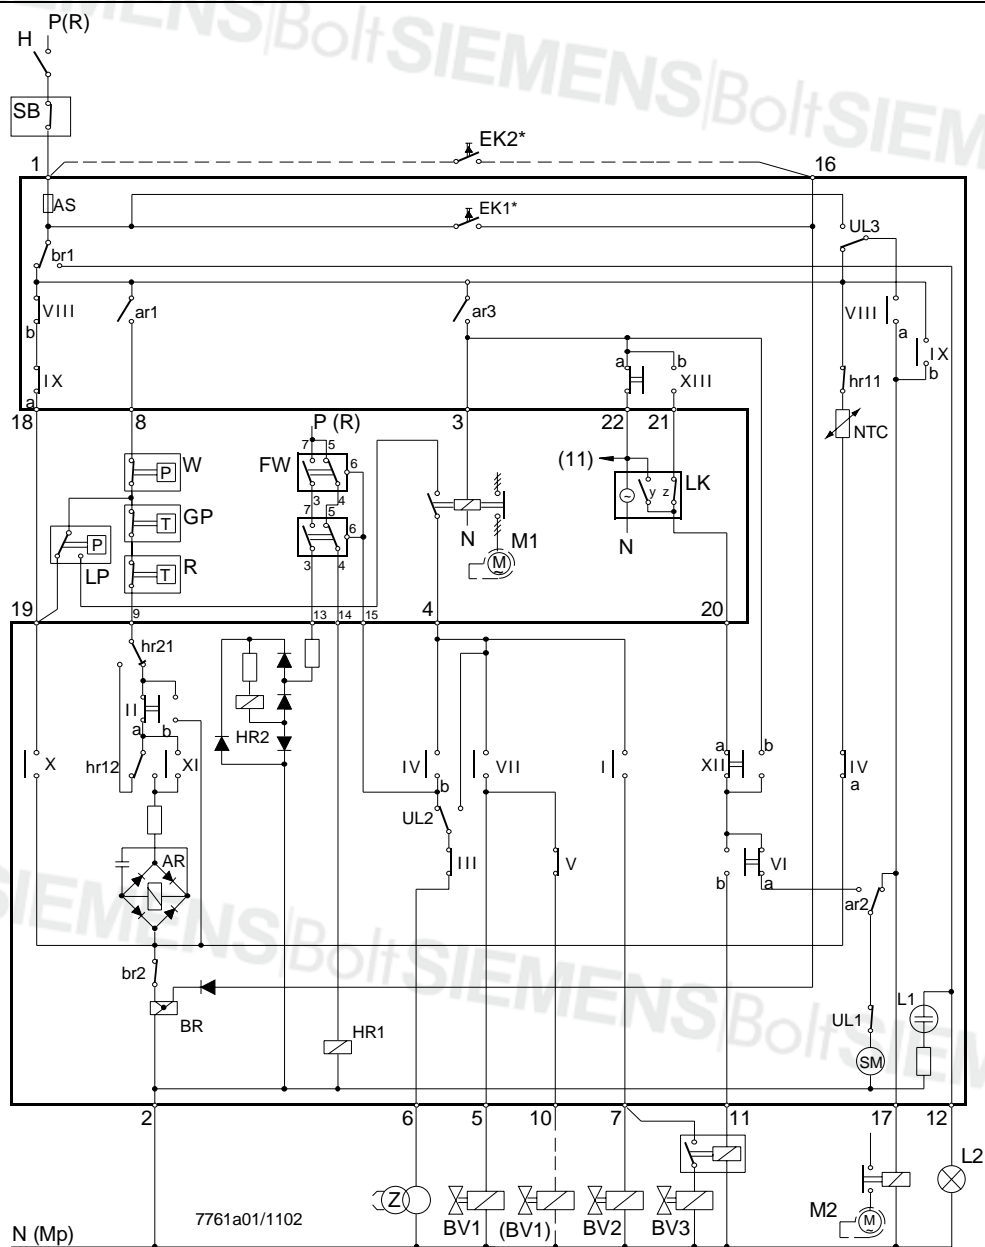 SIEMENS|BoltSIEMENS|BoltSIEM
P(R)
H
SB
EK2*
1
16
AS
EK1*
UL3
br1
VIII
b
ar1
ar3
VIII
a
a
b
XIII
IX
b
IX
a
hr11
NTC
18
8
P (R)
3
22
21
7
5
FW
6
W
P
(11)
y
z
LK
3
4
GP
T
7
5
6
N
M1
M
N
P
LP
R
T
3
4
19
9
13
14
15
4
20
hr21
II
a
b
HR2
X
hr12
XI
IV
b
VII
I
a
b
XII
IV
a
UL2
III
V
b
VI
a
AR
ar2
SIEMENS|BoltSIEMENS|BoltSIEM
br2
BR
HR1
UL1
L1
SM
2
6
5
10
7
11
17
12
Z
BV1
(BV1)
BV2
BV3
M2
M
L2
7761a01/1102
N (Mp)